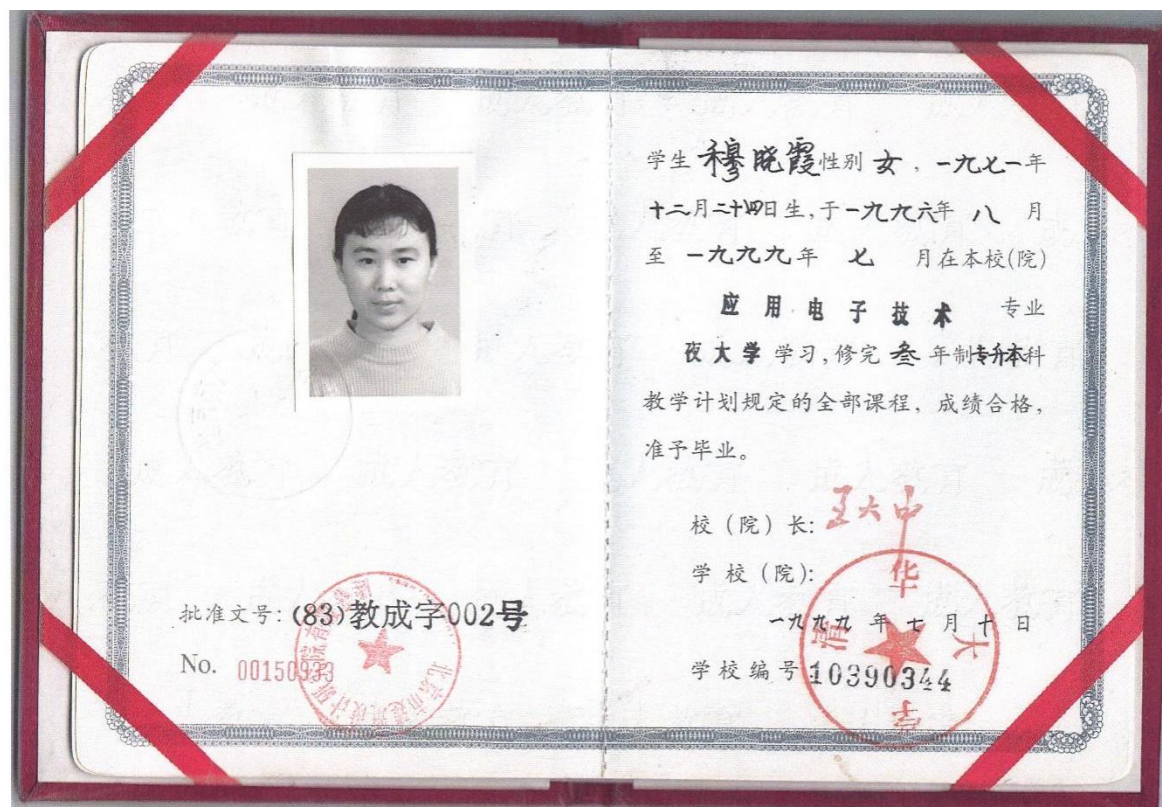 批准文号: (83)教成字002号
No. 00150933
学生 穆晓霞 性别 女, 一九七一年
十二月二十四日生, 于一九九六年 八 月
至 一九九九年 七 月在本校(院)
应用电子技术 专业
夜大学 学习, 修完 叁 年制专升本科
教学计划规定的全部课程, 成绩合格,
准予毕业。
校 (院) 长: 王大中
学 校 (院):
清华大学
一九九九 年 七 月 十 日
学校编号 10390344